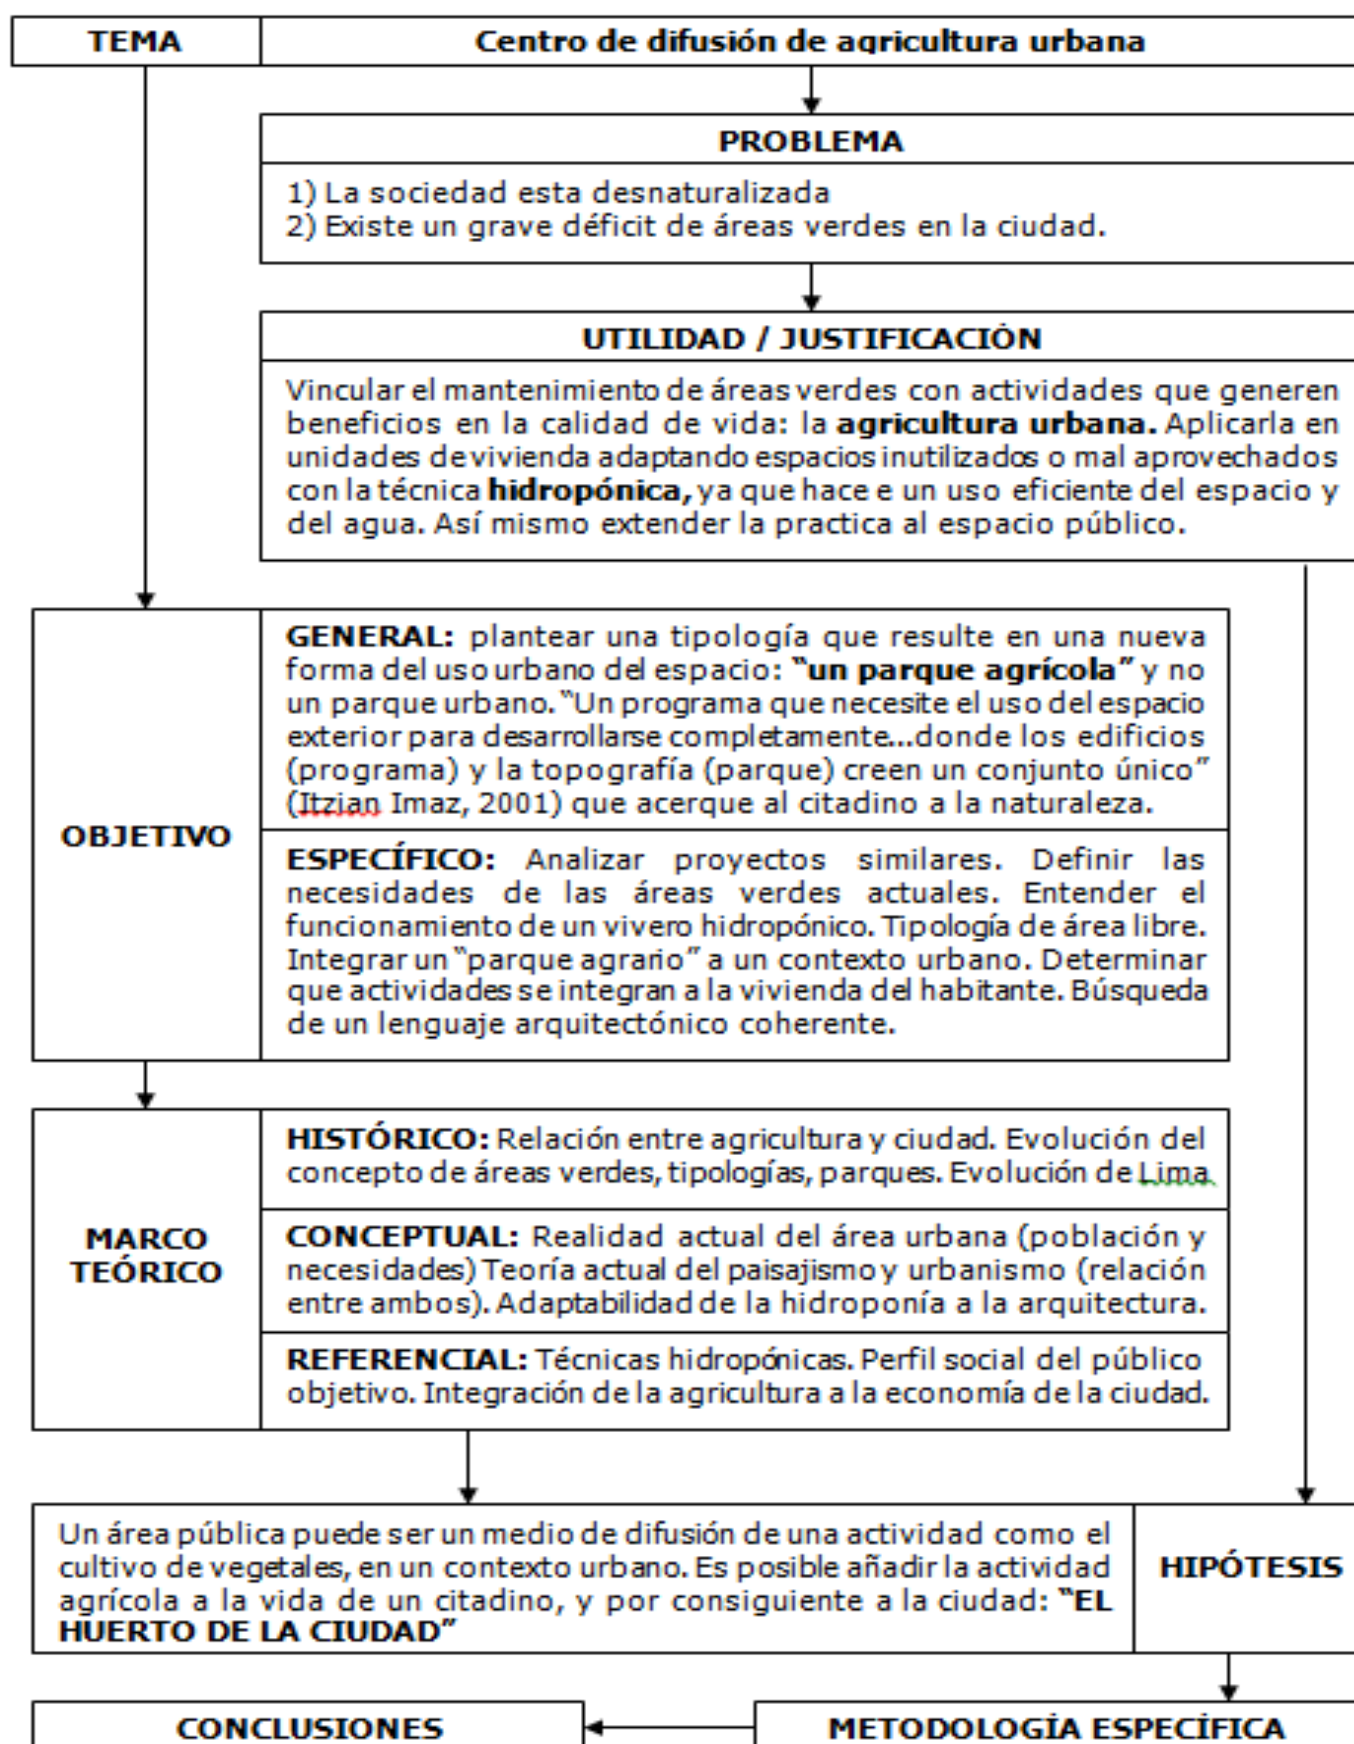 TEMA
Centro de difusión de agricultura urbana
PROBLEMA
1) La sociedad esta desnaturalizada
2) Existe un grave déficit de áreas verdes en la ciudad.
UTILIDAD / JUSTIFICACIÓN
Vincular el mantenimiento de áreas verdes con actividades que generen
beneficios en la calidad de vida: la agricultura urbana. Aplicarla en
unidades de vivienda adaptando espacios inutilizados o mal aprovechados
con la técnica hidropónica, ya que hace e un uso eficiente del espacio y
del agua. Así mismo extender la practica al espacio público.
OBJETIVO
GENERAL: plantear una tipología que resulte en una nueva
forma del uso urbano del espacio: “un parque agrícola” y no
un parque urbano. “Un programa que necesite el uso del espacio
exterior para desarrollarse completamente...donde los edificios
(programa) y la topografía (parque) creen un conjunto único”
(Itzian Imaz, 2001) que acerque al citadino a la naturaleza.
ESPECÍFICO: Analizar proyectos similares. Definir las
necesidades de las áreas verdes actuales. Entender el
funcionamiento de un vivero hidropónico. Tipología de área libre.
Integrar un “parque agrario” a un contexto urbano. Determinar
que actividades se integran a la vivienda del habitante. Búsqueda
de un lenguaje arquitectónico coherente.
MARCO
TEÓRICO
HISTÓRICO: Relación entre agricultura y ciudad. Evolución del
concepto de áreas verdes, tipologías, parques. Evolución de Lima
CONCEPTUAL: Realidad actual del área urbana (población y
necesidades) Teoría actual del paisajismo y urbanismo (relación
entre ambos). Adaptabilidad de la hidroponía a la arquitectura.
REFERENCIAL: Técnicas hidropónicas. Perfil social del público
objetivo. Integración de la agricultura a la economía de la ciudad.
Un área pública puede ser un medio de difusión de una actividad como el
cultivo de vegetales, en un contexto urbano. Es posible añadir la actividad
agrícola a la vida de un citadino, y por consiguiente a la ciudad: “EL
HUERTO DE LA CIUDAD”
HIPÓTESIS
CONCLUSIONES
METODOLOGÍA ESPECÍFICA